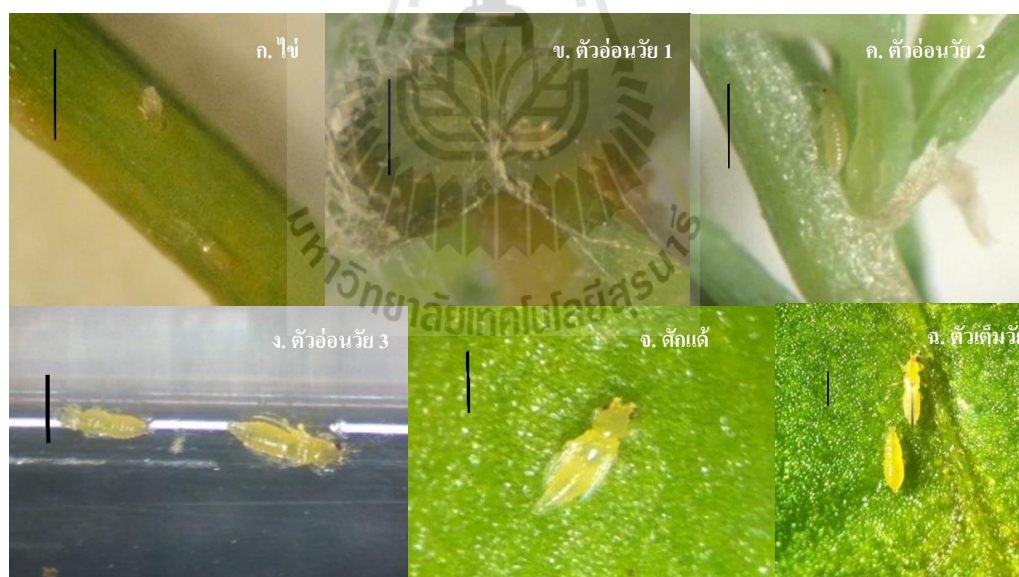 ก. ไข่
ข. ตัวอ่อนวัย 1
ค. ตัวอ่อนวัย 2
มหาวิทยาลัยเทคโนโลยีสุรนารี
ง. ตัวอ่อนวัย 3
จ. ดักแด้
ฉ. ตัวเต็มวัย